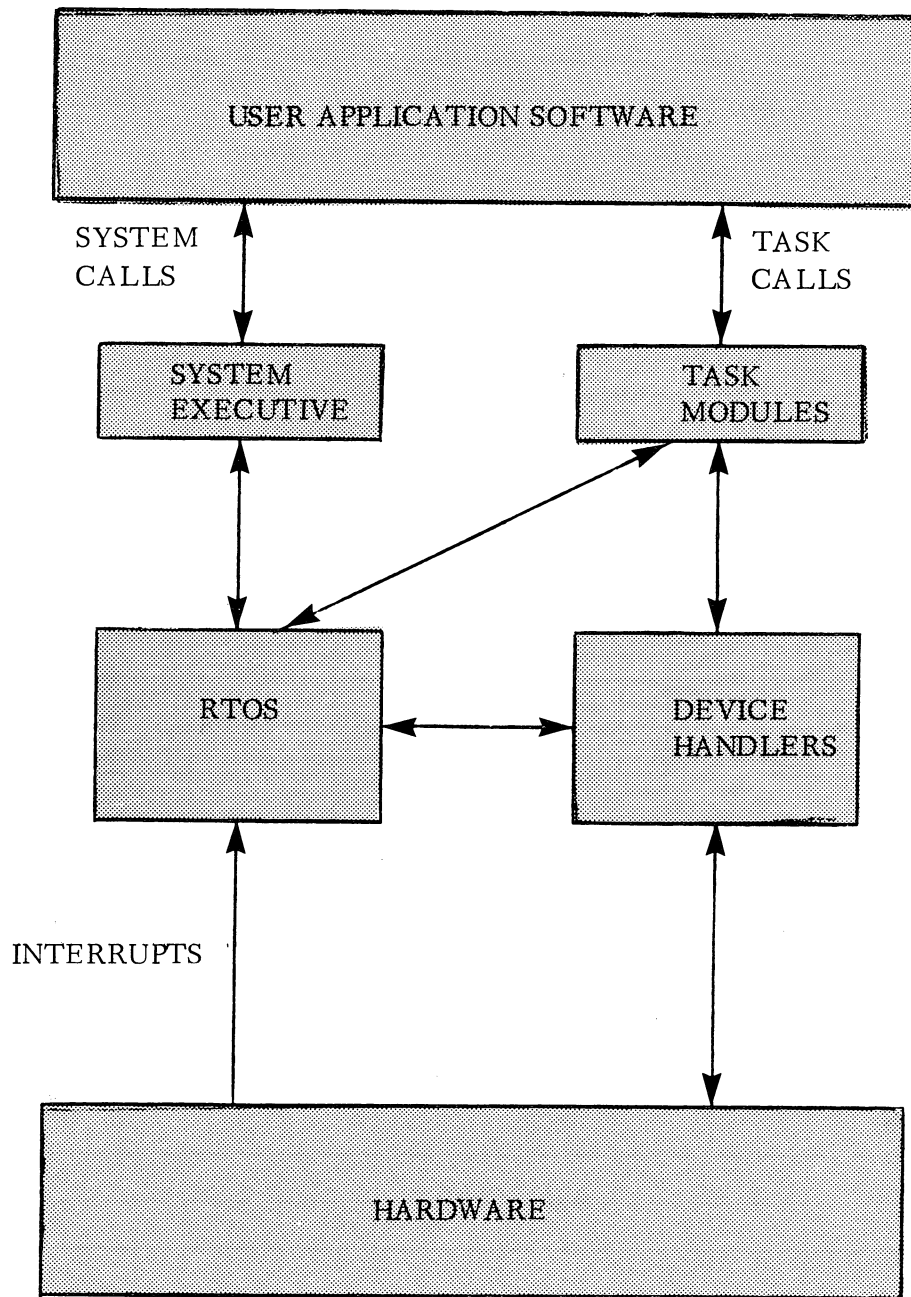 USER APPLICATION SOFTWARE
SYSTEM
CALLS
TASK
CALLS
SYSTEM
EXECUTIVE
TASK
MODULES
RTOS
DEVICE
HANDLERS
INTERRUPTS
HARDWARE